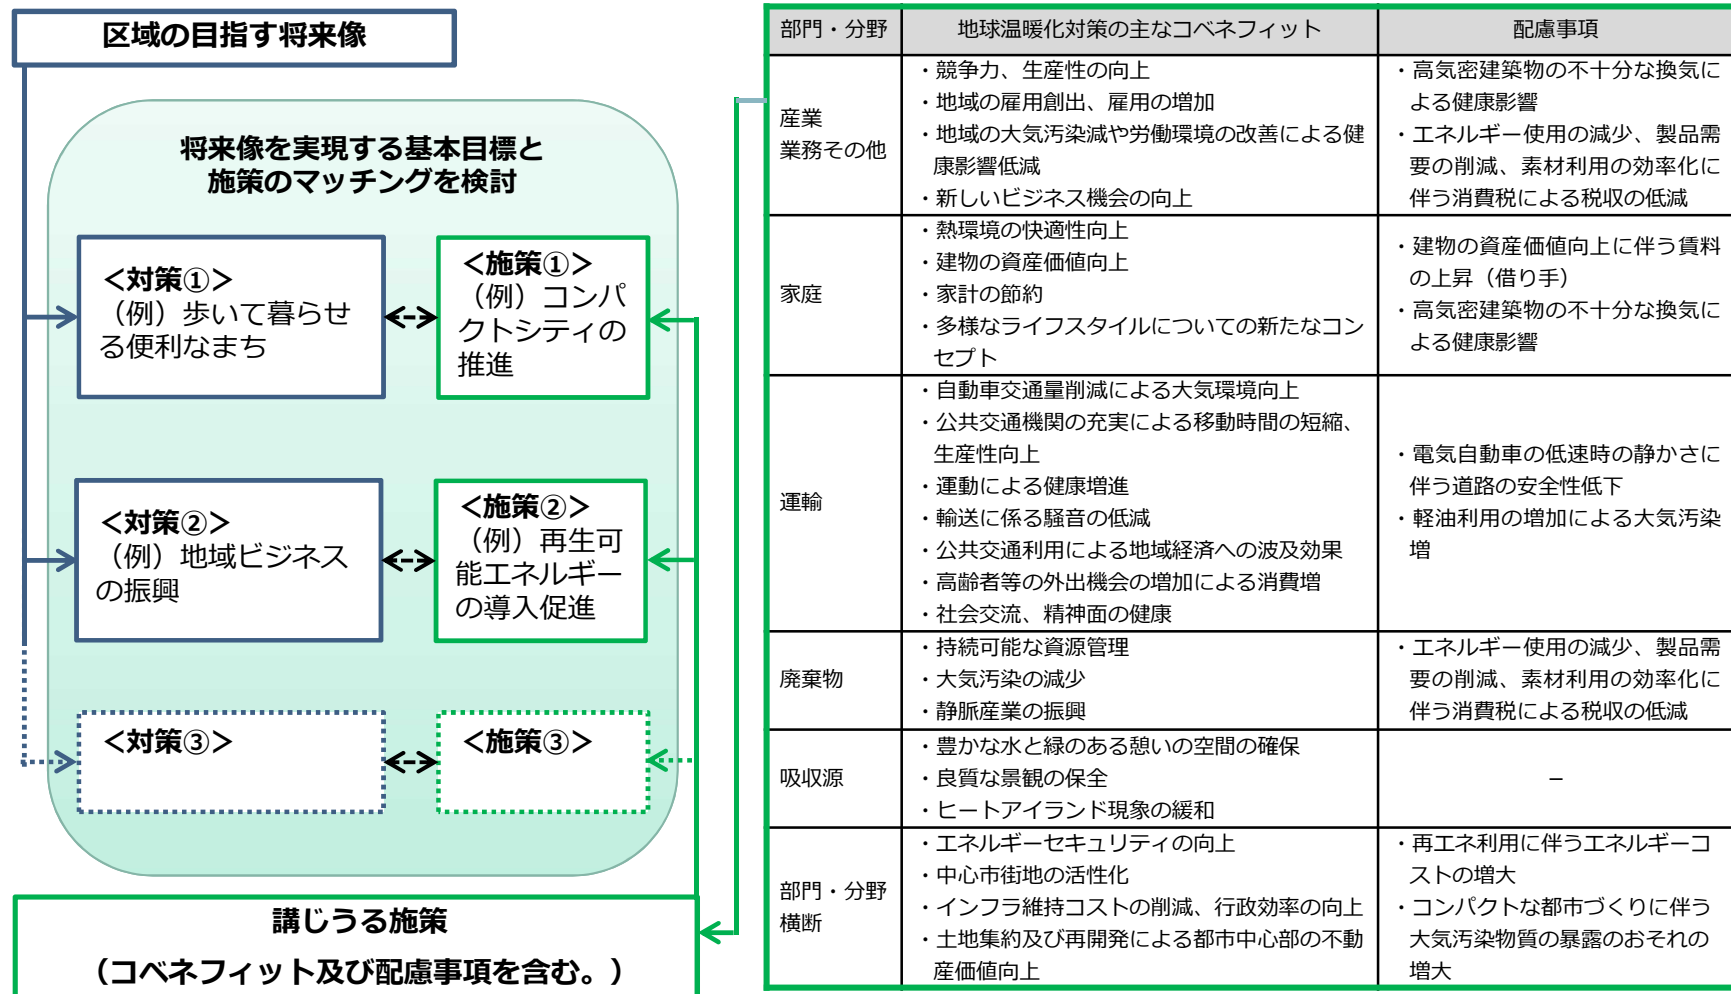 区域の目指す将来像
将来像を実現する基本目標と
施策のマッチングを検討
＜対策①＞
（例）歩いて暮らせ
る便利なまち
＜施策①＞
（例）コンパ
クトシティの
推進
＜対策②＞
（例）地域ビジネス
の振興
＜施策②＞
（例）再生可
能エネルギー
の導入促進
＜対策③＞
＜施策③＞
講じうる施策
（コベネフィット及び配慮事項を含む。）
部門・分野
地球温暖化対策の主なコベネフィット
配慮事項
産業
業務その他
・競争力、生産性の向上
・地域の雇用創出、雇用の増加
・地域の大気汚染減や労働環境の改善による健
康影響低減
・新しいビジネス機会の向上
・高気密建築物の不十分な換気に
よる健康影響
・エネルギー使用の減少、製品需
要の削減、素材利用の効率化に
伴う消費税による税収の低減
家庭
・熱環境の快適性向上
・建物の資産価値向上
・家計の節約
・多様なライフスタイルについての新たなコン
セプト
・建物の資産価値向上に伴う賃料
の上昇（借り手）
・高気密建築物の不十分な換気に
よる健康影響
運輸
・自動車交通量削減による大気環境向上
・公共交通機関の充実による移動時間の短縮、
生産性向上
・運動による健康増進
・輸送に係る騒音の低減
・公共交通利用による地域経済への波及効果
・高齢者等の外出機会の増加による消費増
・社会交流、精神面の健康
・電気自動車の低速時の静かさに
伴う道路の安全性低下
・軽油利用の増加による大気汚染
増
廃棄物
・持続可能な資源管理
・大気汚染の減少
・静脈産業の振興
・エネルギー使用の減少、製品需
要の削減、素材利用の効率化に
伴う消費税による税収の低減
吸収源
・豊かな水と緑のある憩いの空間の確保
・良質な景観の保全
・ヒートアイランド現象の緩和
－
部門・分野
横断
・エネルギーセキュリティの向上
・中心市街地の活性化
・インフラ維持コストの削減、行政効率の向上
・土地集約及び再開発による都市中心部の不動
産価値向上
・再エネ利用に伴うエネルギーコ
ストの増大
・コンパクトな都市づくりに伴う
大気汚染物質の暴露のおそれの
増大